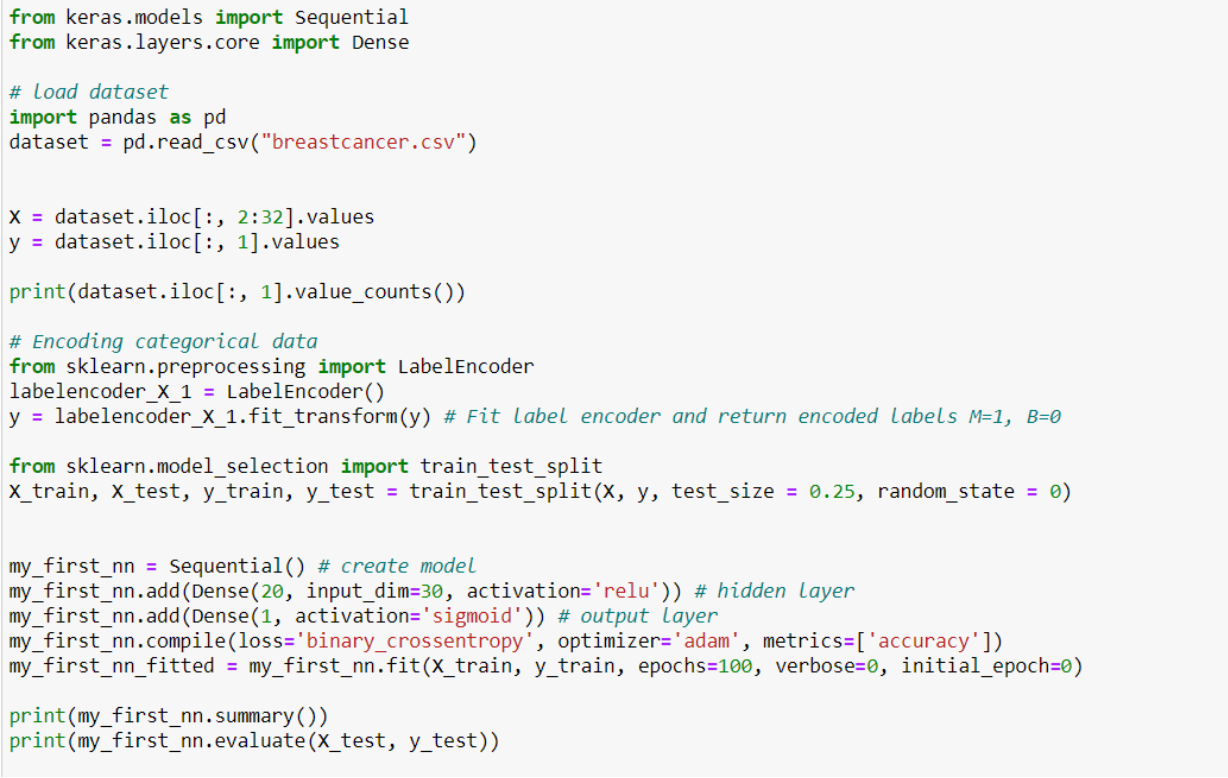 from keras.models import Sequential
from keras.layers.core import Dense
# load dataset
import pandas as pd
dataset = pd.read_csv("breastcancer.csv")
X = dataset.iloc[:, 2:32].values
y = dataset.iloc[:, 1].values
print(dataset.iloc[:, 1].value_counts())
# Encoding categorical data
from sklearn.preprocessing import LabelEncoder
labelencoder_X_1 = LabelEncoder()
y = labelencoder_X_1.fit_transform(y) # Fit label encoder and return encoded labels M=1, B=0
from sklearn.model_selection import train_test_split
X_train, X_test, y_train, y_test = train_test_split(X, y, test_size = 0.25, random_state = 0)
my_first_nn = Sequential() # create model
my_first_nn.add(Dense(20, input_dim=30, activation='relu')) # hidden layer
my_first_nn.add(Dense(1, activation='sigmoid')) # output layer
my_first_nn.compile(loss='binary_crossentropy', optimizer='adam', metrics=['accuracy'])
my_first_nn_fitted = my_first_nn.fit(X_train, y_train, epochs=100, verbose=0, initial_epoch=0)
print(my_first_nn.summary())
print(my_first_nn.evaluate(X_test, y_test))